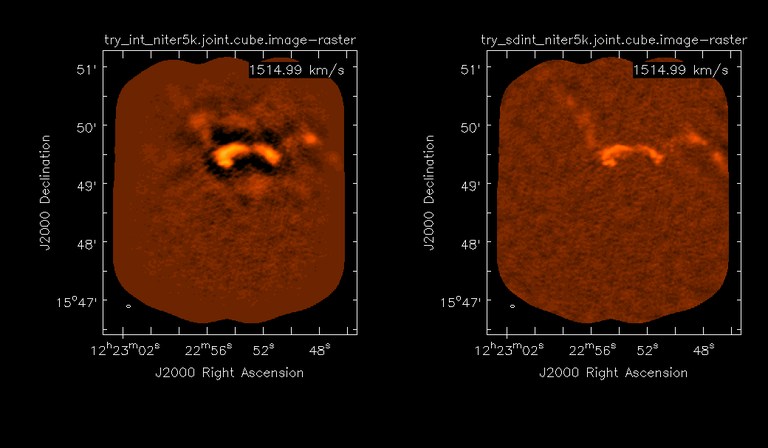 try_int_niter5k.joint.cube.image-raster
1514.99 km/s
51'
50'
49'
48'
15°47'
J2000 Declination
12ʰ23ᵐ02ˢ 22ᵐ56ˢ 52ˢ 48ˢ
J2000 Right Ascension
try_sdint_niter5k.joint.cube.image-raster
1514.99 km/s
51'
50'
49'
48'
15°47'
J2000 Declination
12ʰ23ᵐ02ˢ 22ᵐ56ˢ 52ˢ 48ˢ
J2000 Right Ascension